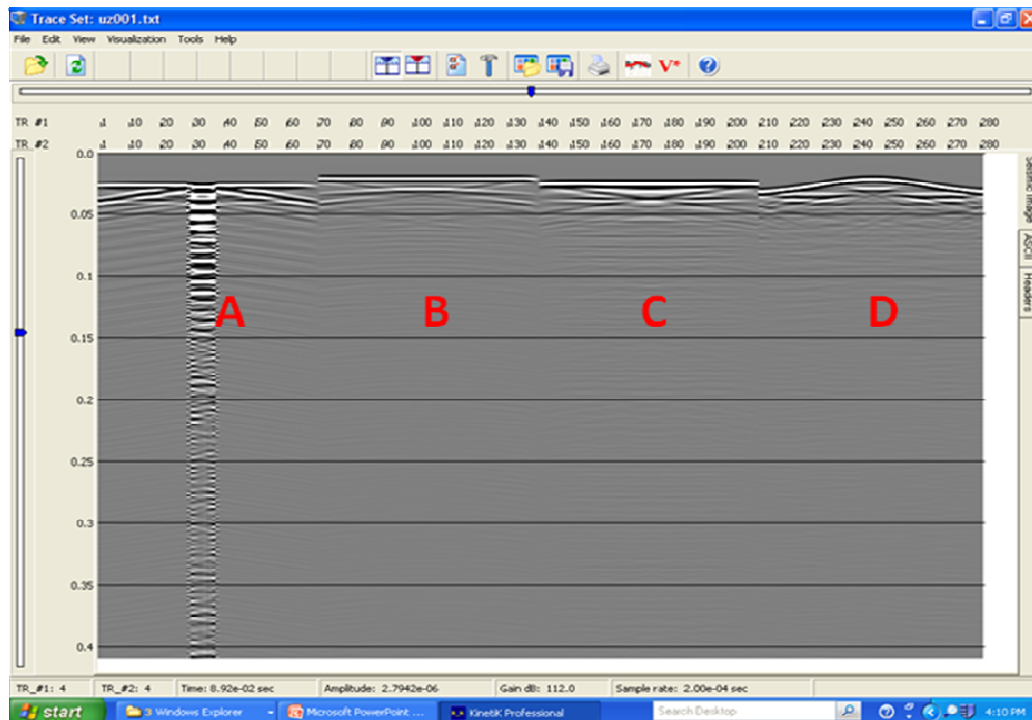 Trace Set: uz001.txt
File Edit View Visualization Tools Help
V*
TR #1 1 10 20 30 40 50 60 70 80 90 100 110 120 130 140 150 160 170 180 190 200 210 220 230 240 250 260 270 280
TR #2 1 10 20 30 40 50 60 70 80 90 100 110 120 130 140 150 160 170 180 190 200 210 220 230 240 250 260 270 280
0.0
0.05
0.1
A B C D
0.15
0.2
0.25
0.3
0.35
0.4
Seismic Image
ASCII
Headers
TR_#1: 4 TR_#2: 4 Time: 8.92e-02 sec Amplitude: 2.7942e-06 Gain dB: 112.0 Sample rate: 2.00e-04 sec
start 3 Windows Explorer Microsoft PowerPoint ... KinetiK Professional Search Desktop 4:10 PM